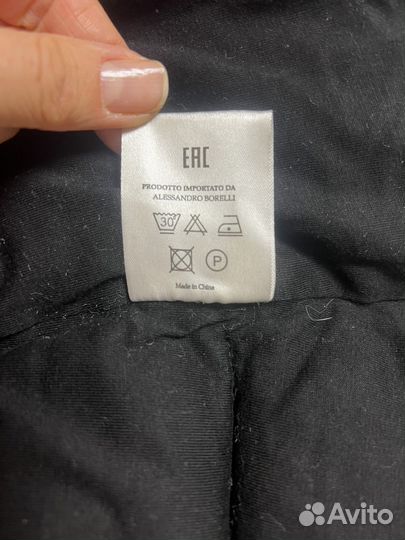 EAC
PRODOTTO IMPORTATO DA
ALESSANDRO BORELLI
30
P
Made in China
Avito